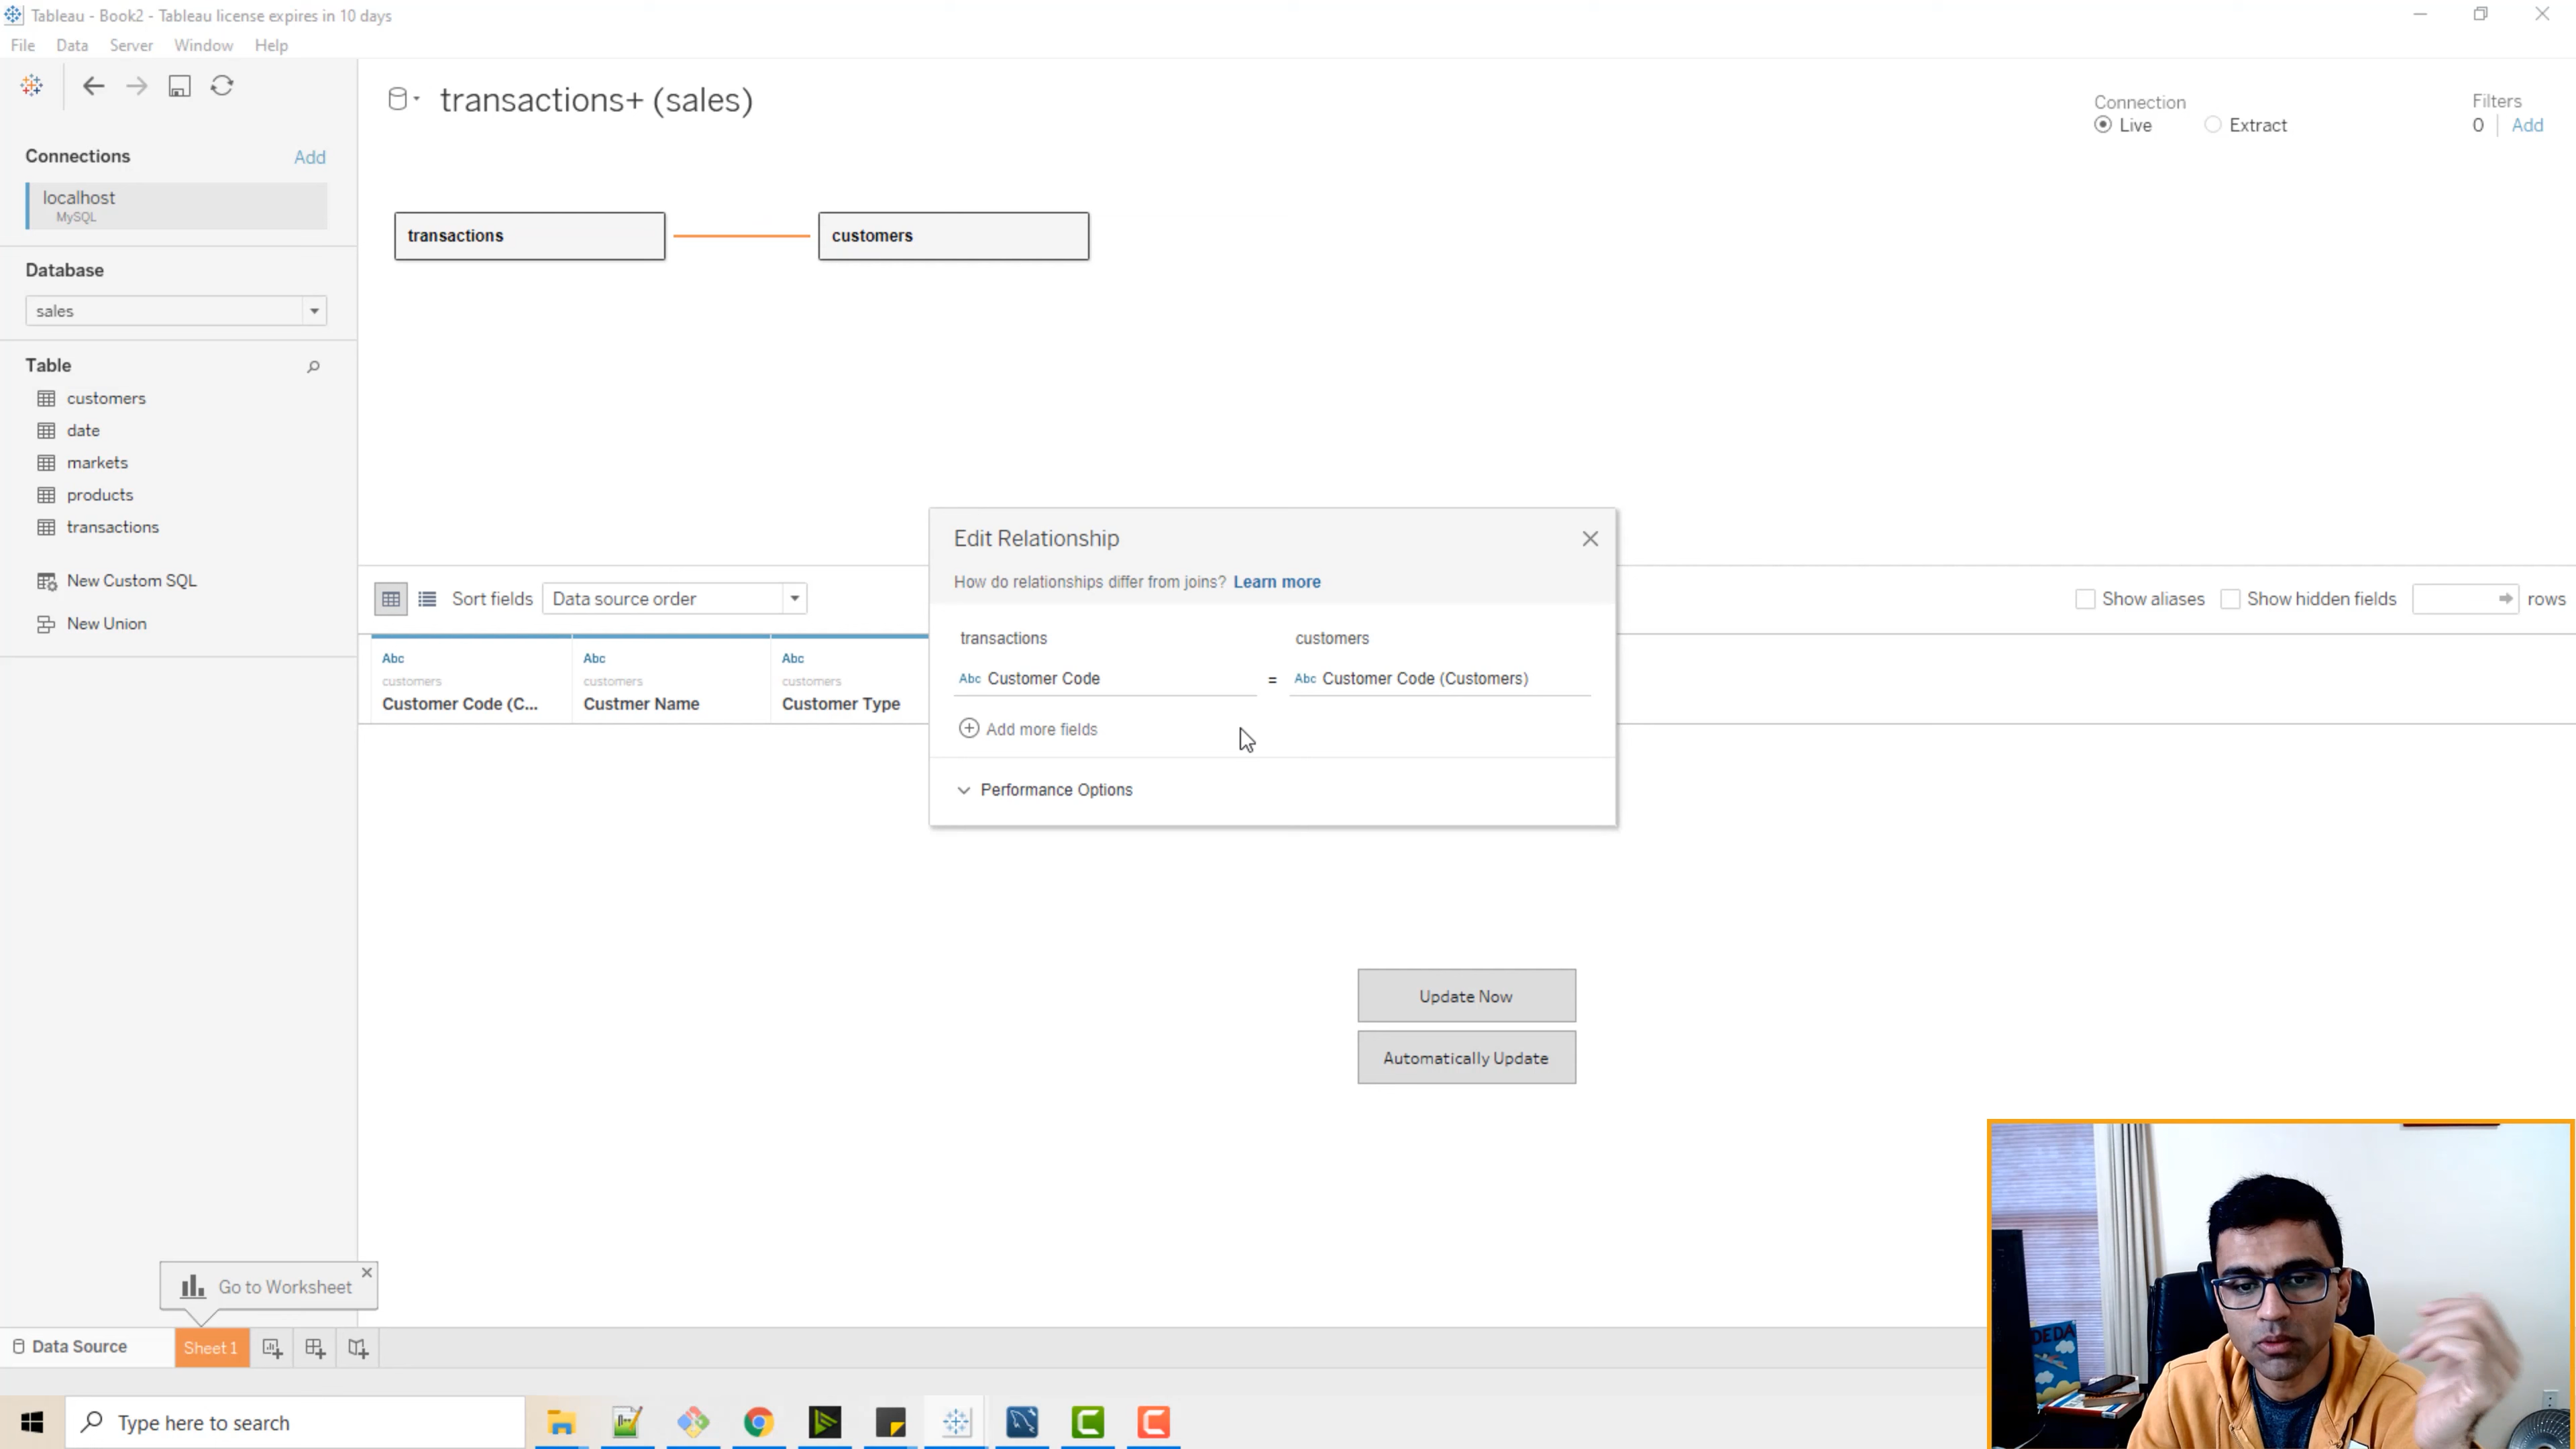 Tableau - Book2 - Tableau license expires in 10 days
File Data Server Window Help
transactions+ (sales)
Connection
Live Extract
Filters
0 Add
Connections Add
localhost
MySQL
transactions customers
Database
sales
Table
customers
date
markets
products
transactions
New Custom SQL
New Union
Edit Relationship
How do relationships differ from joins? Learn more
transactions customers
Abc Customer Code = Abc Customer Code (Customers)
Add more fields
Performance Options
Sort fields Data source order
Show aliases Show hidden fields rows
Abc Abc Abc
customers customers customers
Customer Code (C... Custmer Name Customer Type
Update Now
Automatically Update
Go to Worksheet
Data Source Sheet 1
Type here to search